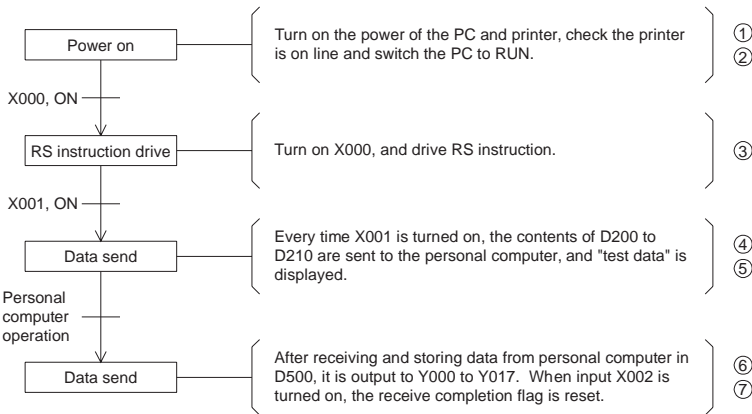 Power on
Turn on the power of the PC and printer, check the printer
is on line and switch the PC to RUN.
①
②
X000, ON
RS instruction drive
Turn on X000, and drive RS instruction.
③
X001, ON
Data send
Every time X001 is turned on, the contents of D200 to
D210 are sent to the personal computer, and "test data" is
displayed.
④
⑤
Personal
computer
operation
Data send
After receiving and storing data from personal computer in
D500, it is output to Y000 to Y017. When input X002 is
turned on, the receive completion flag is reset.
⑥
⑦